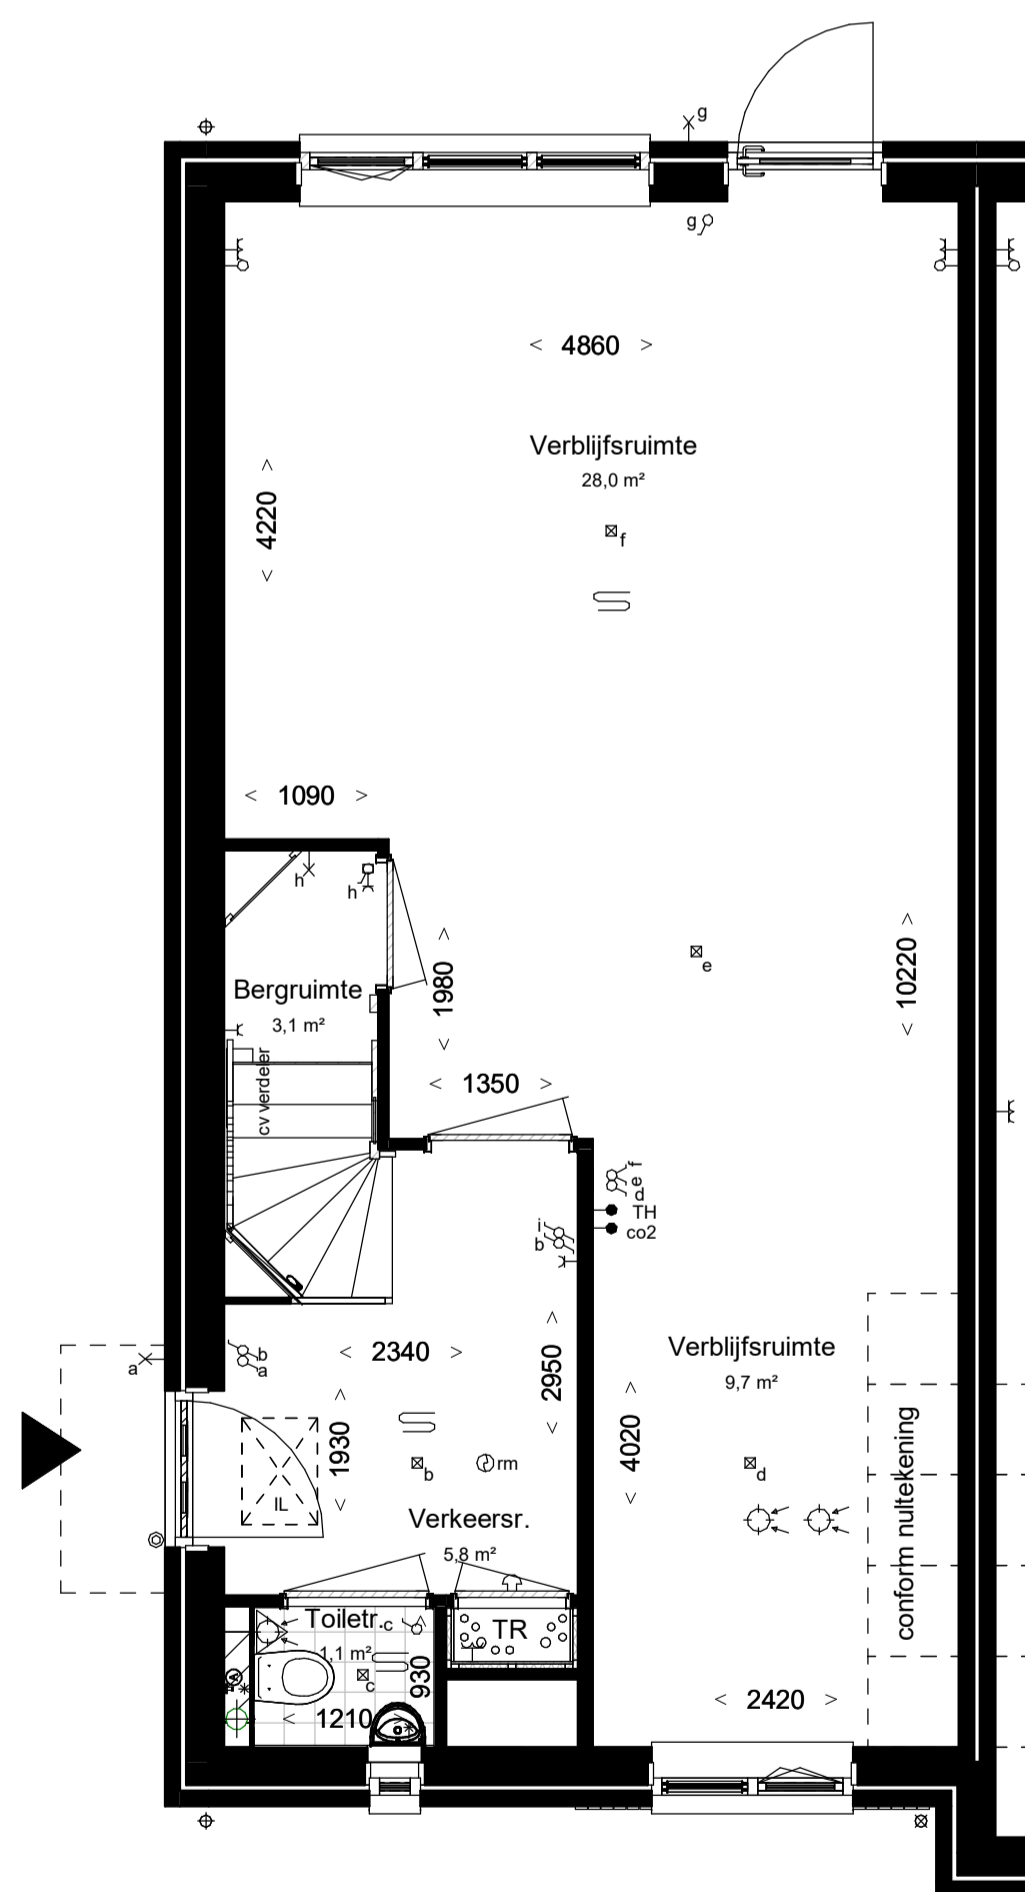 g
g
< 4860 >
Verblijfsruimte
28,0 m²
< 4220 >
f
< 1090 >
h
h
e
< 10220 >
< 1980 >
Bergruimte
3,1 m²
cv verdeler
< 1350 >
f
e
d
TH
co2
i
b
b
a
a
< 2340 >
< 2950 >
Verblijfsruimte
9,7 m²
< 1930 >
< 4020 >
conform nultekening
b
rm
d
IL
Verkeersr.
5,8 m²
Toiletr.
c
TR
1,1 m²
c
< 930 >
< 1210 >
< 2420 >